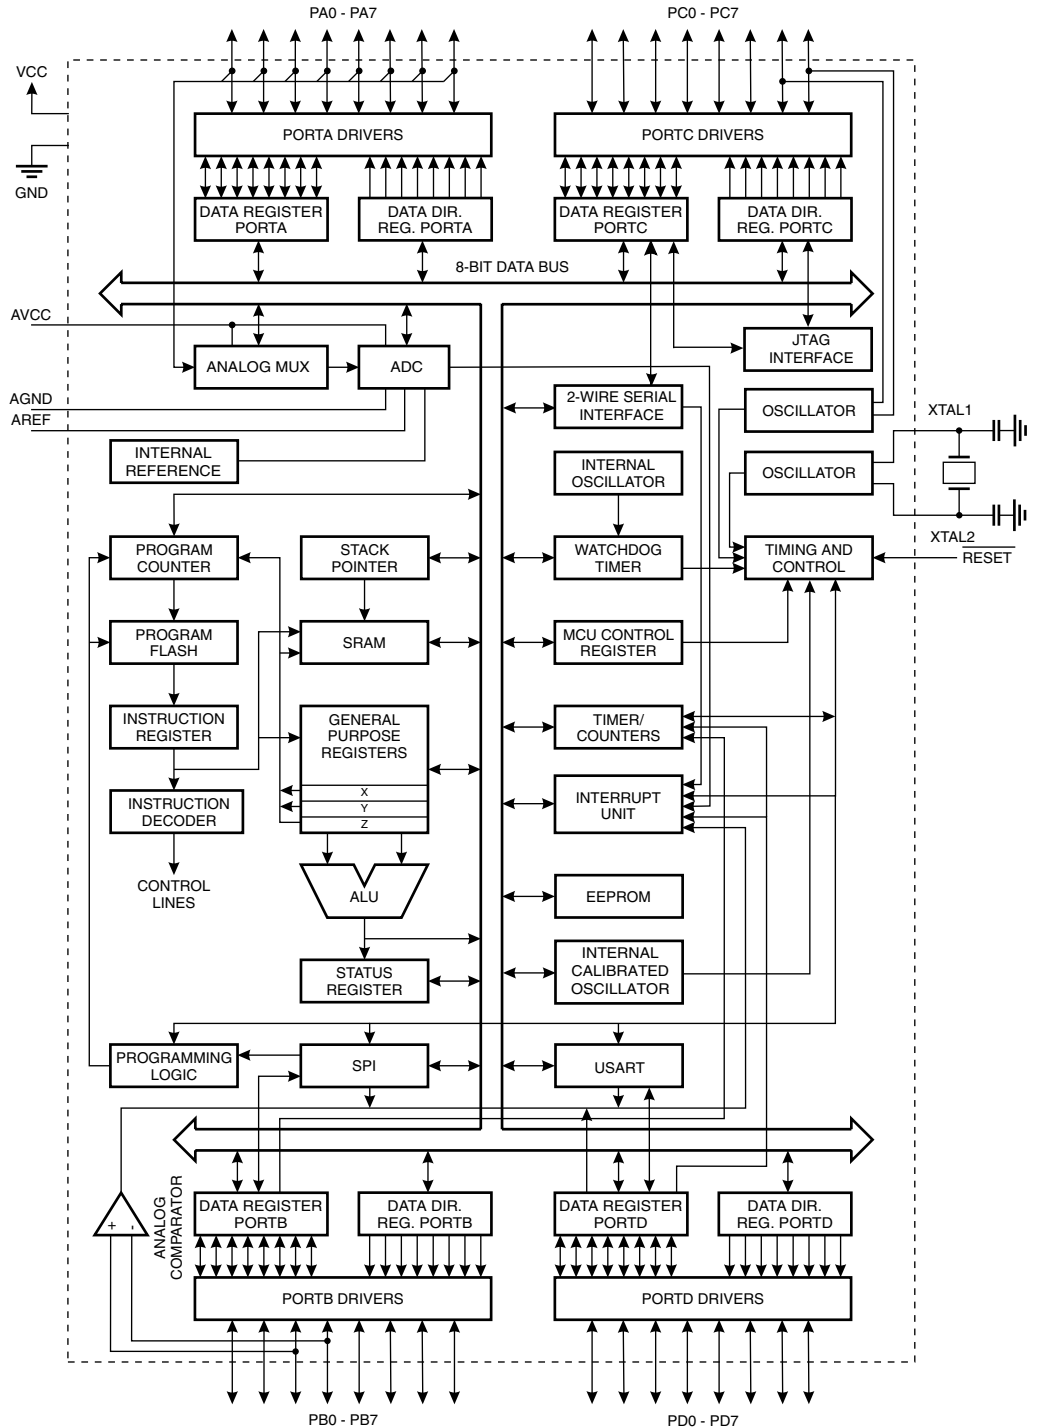 PA0 - PA7
PC0 - PC7
VCC
GND
PORTA DRIVERS
PORTC DRIVERS
DATA REGISTER
PORTA
DATA DIR.
REG. PORTA
DATA REGISTER
PORTC
DATA DIR.
REG. PORTC
8-BIT DATA BUS
AVCC
ANALOG MUX
ADC
JTAG
INTERFACE
AGND
AREF
2-WIRE SERIAL
INTERFACE
OSCILLATOR
XTAL1
INTERNAL
REFERENCE
INTERNAL
OSCILLATOR
OSCILLATOR
XTAL2
RESET
PROGRAM
COUNTER
STACK
POINTER
WATCHDOG
TIMER
TIMING AND
CONTROL
PROGRAM
FLASH
SRAM
MCU CONTROL
REGISTER
INSTRUCTION
REGISTER
GENERAL
PURPOSE
REGISTERS
X
Y
Z
TIMER/
COUNTERS
INSTRUCTION
DECODER
INTERRUPT
UNIT
CONTROL
LINES
ALU
EEPROM
STATUS
REGISTER
INTERNAL
CALIBRATED
OSCILLATOR
PROGRAMMING
LOGIC
SPI
USART
ANALOG
COMPARATOR
+
-
DATA REGISTER
PORTB
DATA DIR.
REG. PORTB
DATA REGISTER
PORTD
DATA DIR.
REG. PORTD
PORTB DRIVERS
PORTD DRIVERS
PB0 - PB7
PD0 - PD7